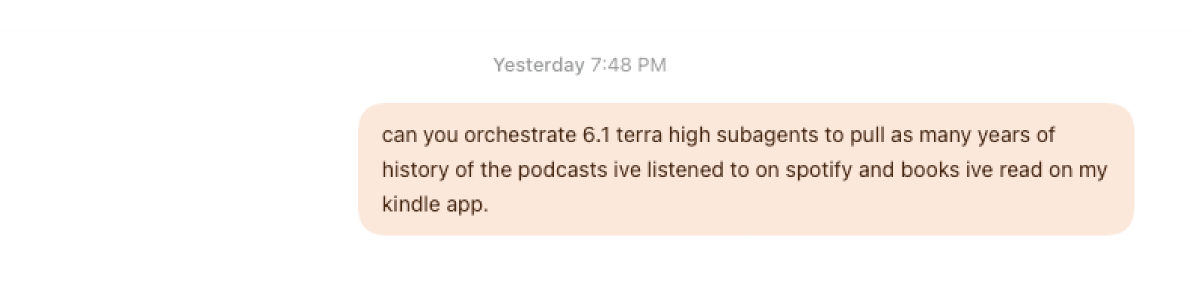 Yesterday 7:48 PM
can you orchestrate 6.1 terra high subagents to pull as many years of
history of the podcasts ive listened to on spotify and books ive read on my
kindle app.